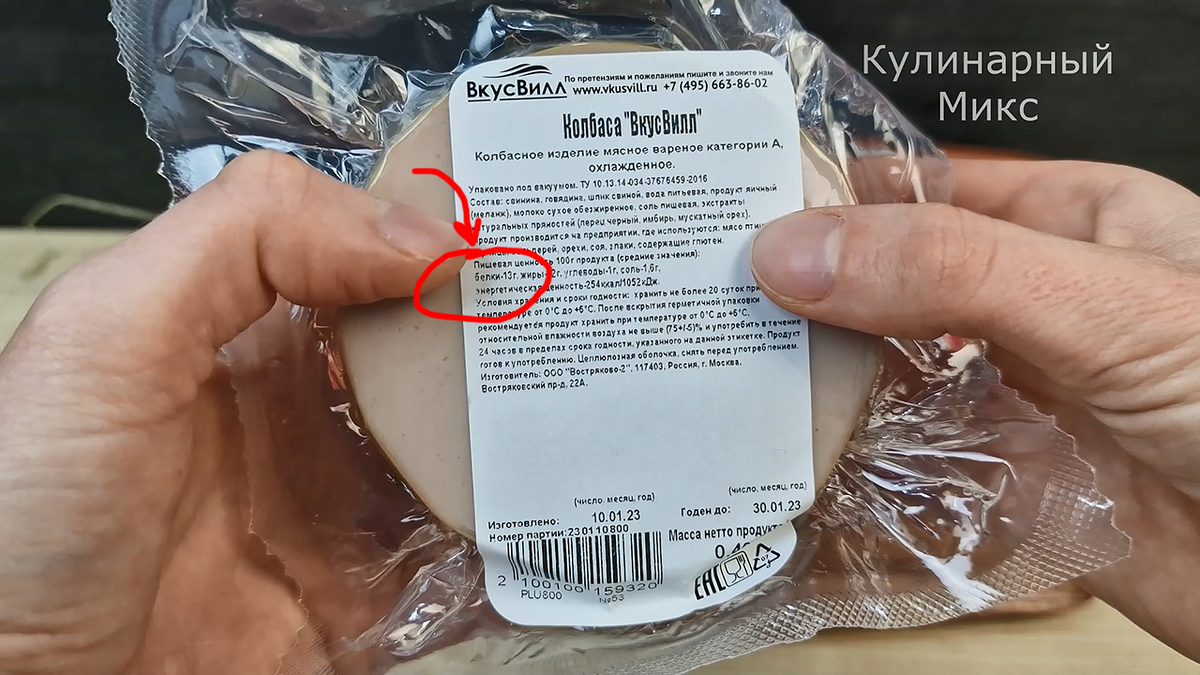 Кулинарный
Микс
ВкусВилл
По претензиям и пожеланиям пишите и звоните нам
www.vkusvill.ru +7 (495) 663-86-02
Колбаса "ВкусВилл"
Колбасное изделие мясное вареное категории А,
охлажденное.
Упаковано под вакуумом. ТУ 10.13.14-034-37676459-2016
Состав: свинина, говядина, шпик свиной, вода питьевая, продукт яичный
(меланж), молоко сухое обезжиренное, соль пищевая, экстракты
натуральных пряностей (перец черный, имбирь, мускатный орех).
Продукт производится на предприятии, где используются: мясо
сельдерей, орехи, соя, злаки, содержащие глютен.
Пищевая ценность 100г продукта (средние значения):
белки-13г, углеводы-1г, соль-1,6г,
энергетическая ценность-254ккал/1052кДж.
Условия хранения и сроки годности: хранить не более 20 суток при
температуре от 0°С до +6°С. После вскрытия герметичной упаковки
рекомендуется продукт хранить при температуре от 0°С до +6°С,
относительной влажности воздуха не выше (75+/-5)% и употребить в течение
24 часов в пределах срока годности, указанного на данной этикетке. Продукт
готов к употреблению. Целлюлозная оболочка, снять перед употреблением.
Изготовитель: ООО "Востряково-2", 117403, Россия, г. Москва,
Востряковский пр-д, 22А.
(число, месяц, год) (число, месяц, год)
Изготовлено: 10.01.23 Годен до: 30.01.23
Номер партии:230110800 Масса нетто продукта
2 100100 159320
PLU800 №53
EAC